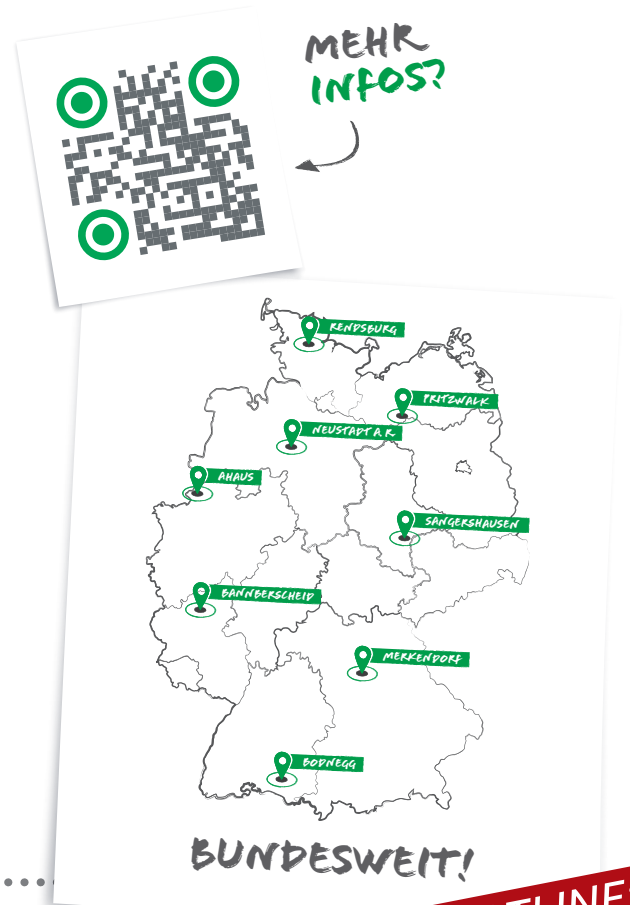 MEHR
INFOS?
RENDSBURG
PRITZWALK
NEUSTADT A.R.
AHAUS
SANGERSHAUSEN
BANNBERSCHEID
MERKENDORF
BODNEGG
BUNDESWEIT!